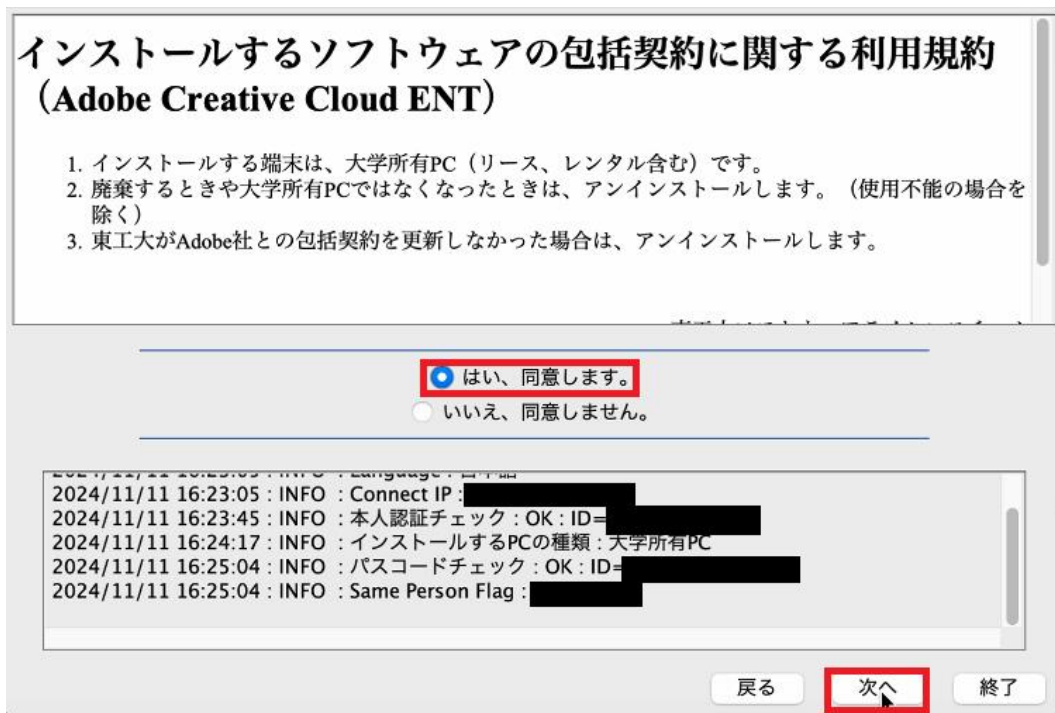 インストールするソフトウェアの包括契約に関する利用規約
（Adobe Creative Cloud ENT）
1. インストールする端末は、大学所有PC（リース、レンタル含む）です。
2. 廃棄するときや大学所有PCではなくなったときは、アンインストールします。（使用不能の場合を
除く）
3. 東工大がAdobe社との包括契約を更新しなかった場合は、アンインストールします。
はい、同意します。
いいえ、同意しません。
2024/11/11 16:23:05 : INFO : Language : 日本語
2024/11/11 16:23:05 : INFO : Connect IP :
2024/11/11 16:23:45 : INFO : 本人認証チェック : OK : ID=
2024/11/11 16:24:17 : INFO : インストールするPCの種類 : 大学所有PC
2024/11/11 16:25:04 : INFO : パスコードチェック : OK : ID=
2024/11/11 16:25:04 : INFO : Same Person Flag :
戻る 次へ 終了